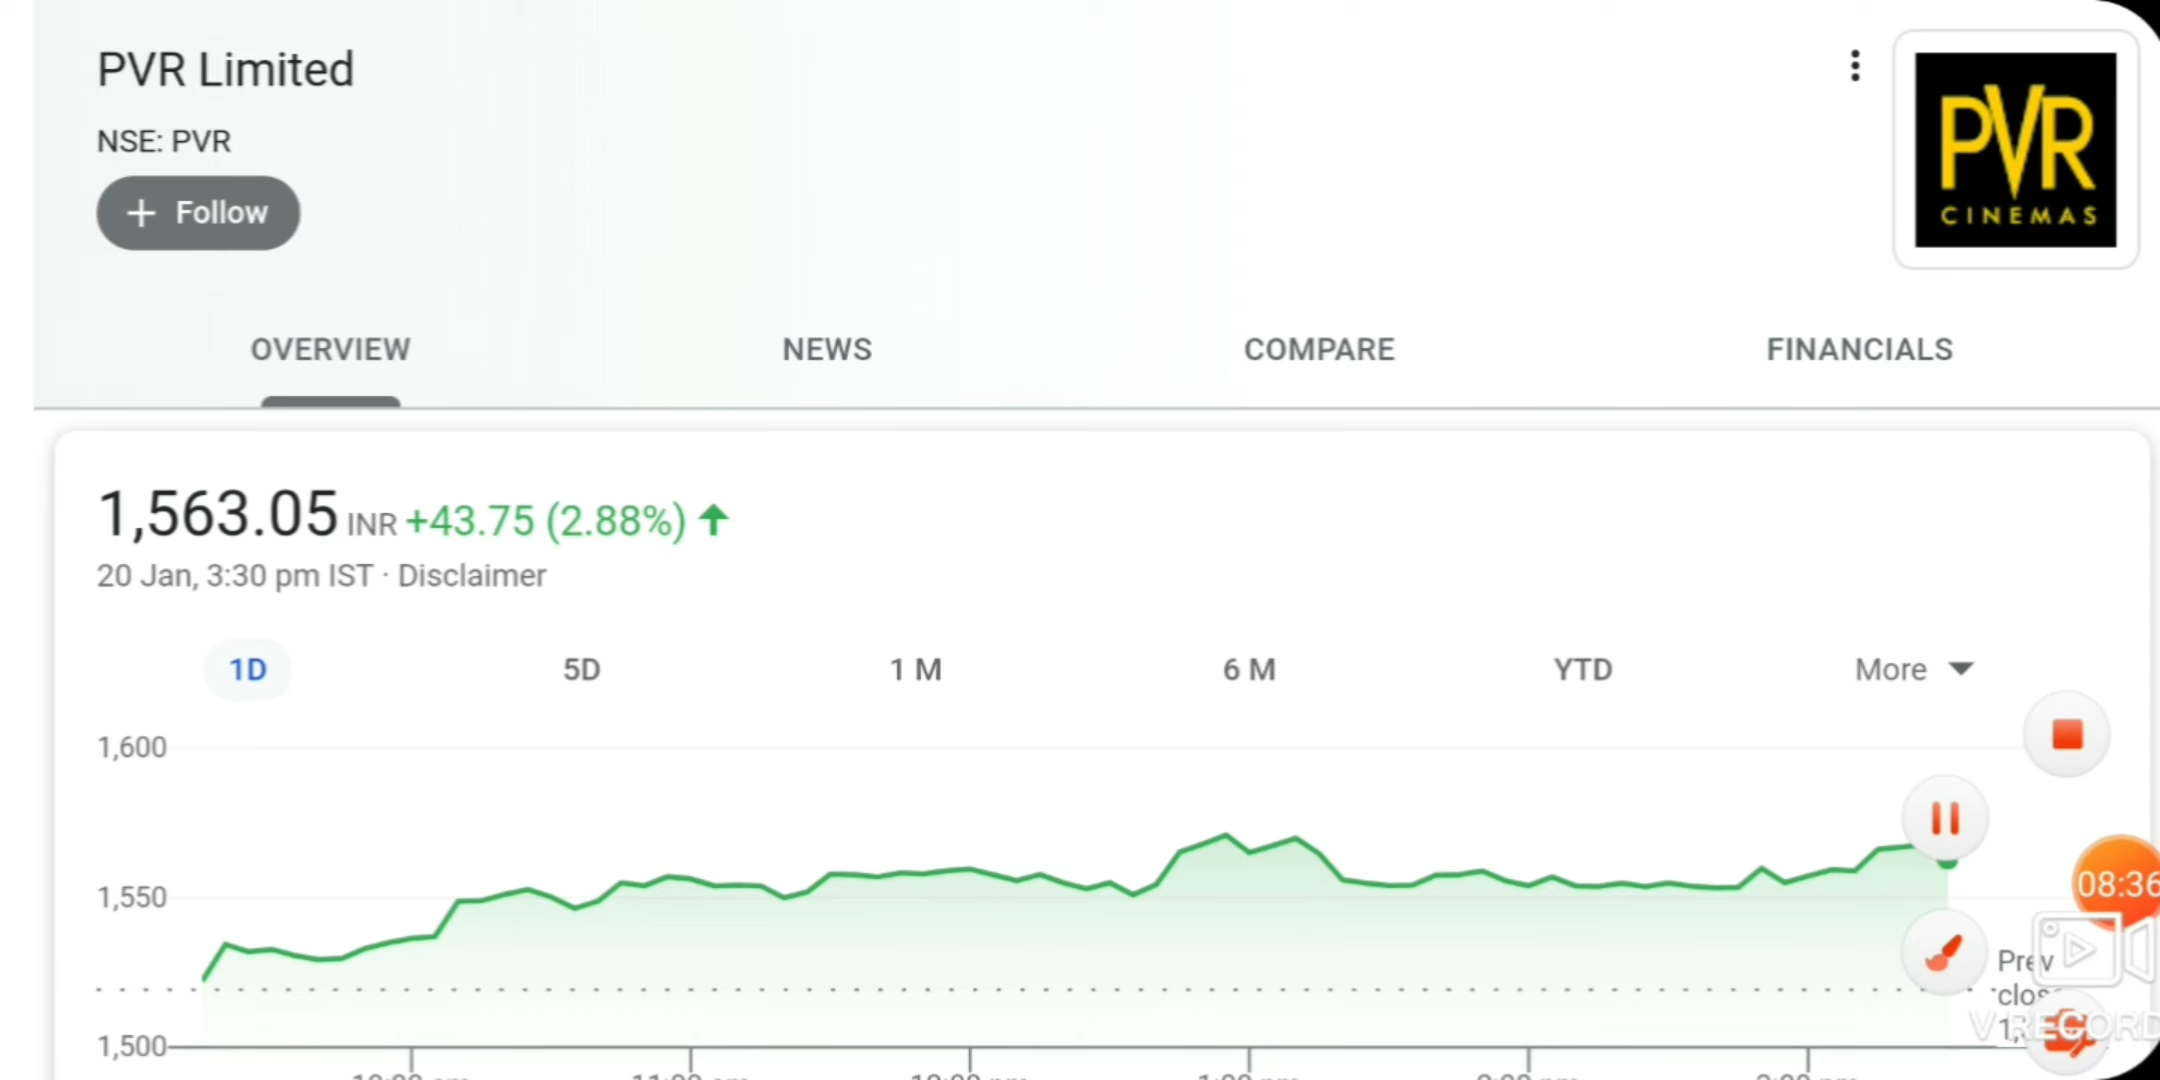 PVR Limited
NSE: PVR
PVR
CINEMAS
+ Follow
OVERVIEW NEWS COMPARE FINANCIALS
1,563.05 INR +43.75 (2.88%)
20 Jan, 3:30 pm IST · Disclaimer
1D 5D 1 M 6 M YTD More
1,600
1,550
08:36
Prev
1,500
V RECORD